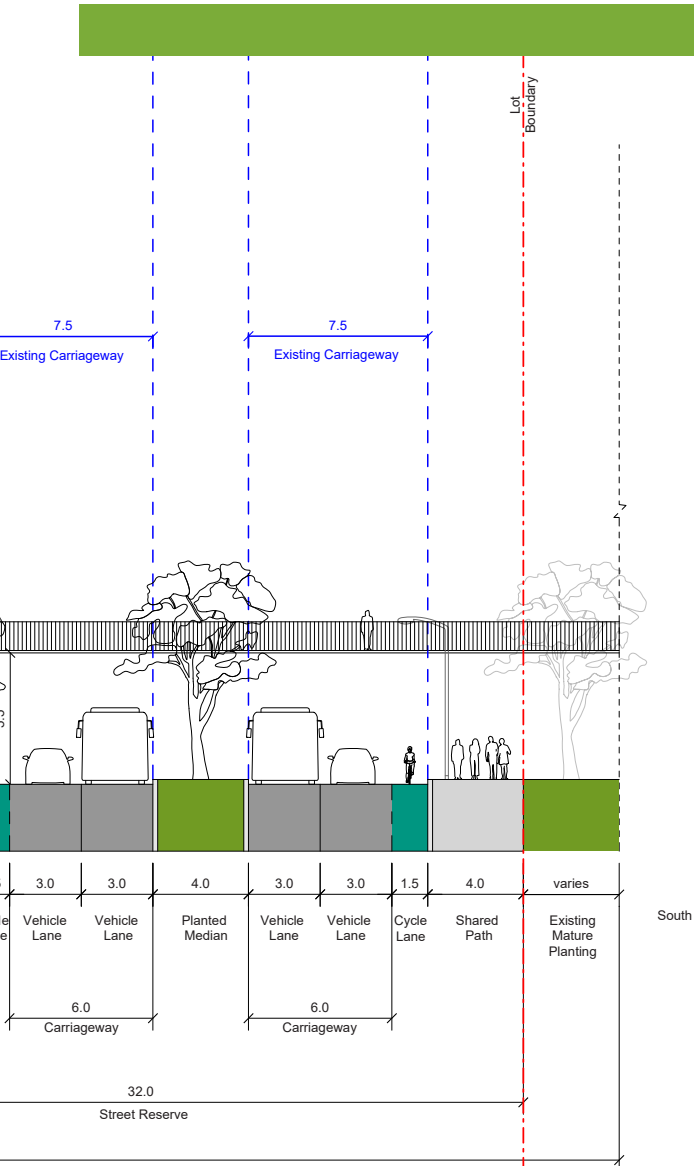 Lot
Boundary
7.5
7.5
Existing Carriageway
Existing Carriageway
3.0
3.0
4.0
3.0
3.0
1.5
4.0
varies
Vehicle
Lane
Vehicle
Lane
Planted
Median
Vehicle
Lane
Vehicle
Lane
Cycle
Lane
Shared
Path
Existing
Mature
Planting
South
6.0
Carriageway
6.0
Carriageway
32.0
Street Reserve